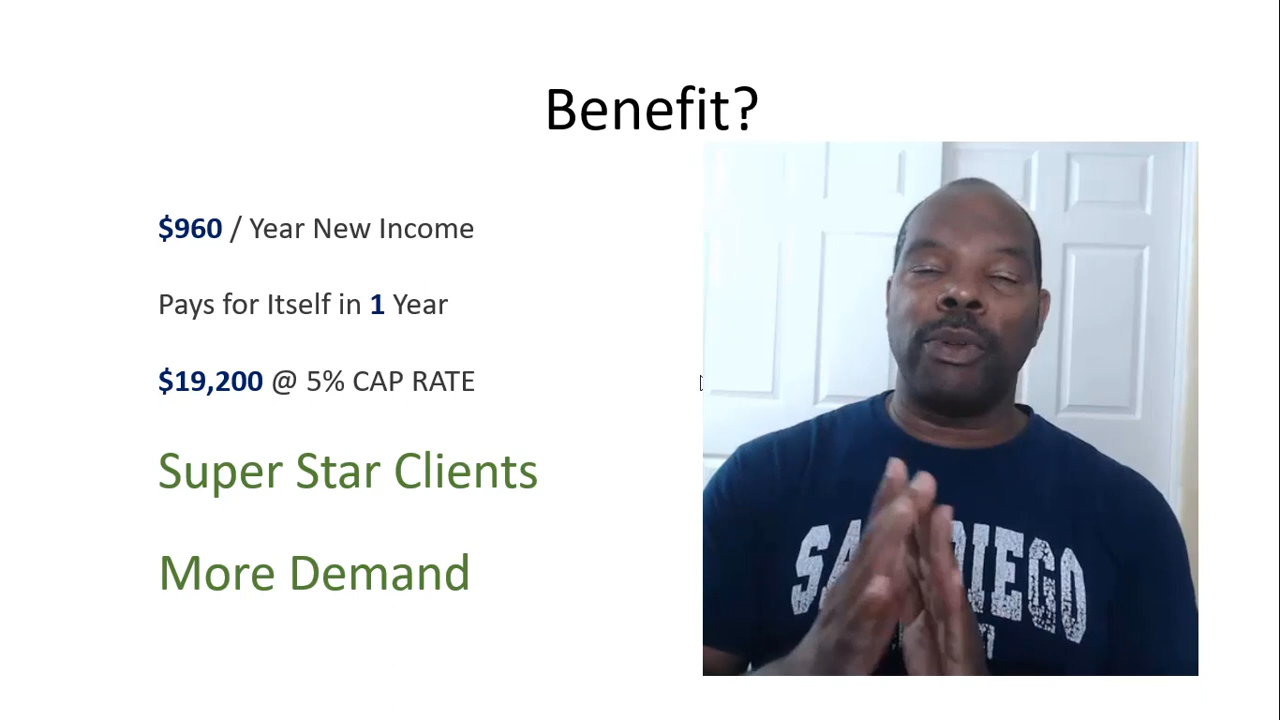 Benefit?
$960 / Year New Income
Pays for Itself in 1 Year
$19,200 @ 5% CAP RATE
Super Star Clients
More Demand
DIEGO